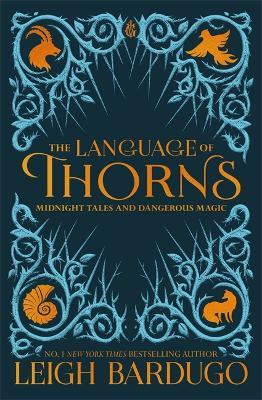 THE LANGUAGE OF
THORNS
MIDNIGHT TALES AND DANGEROUS MAGIC
NO. 1 NEW YORK TIMES BESTSELLING AUTHOR
LEIGH BARDUGO